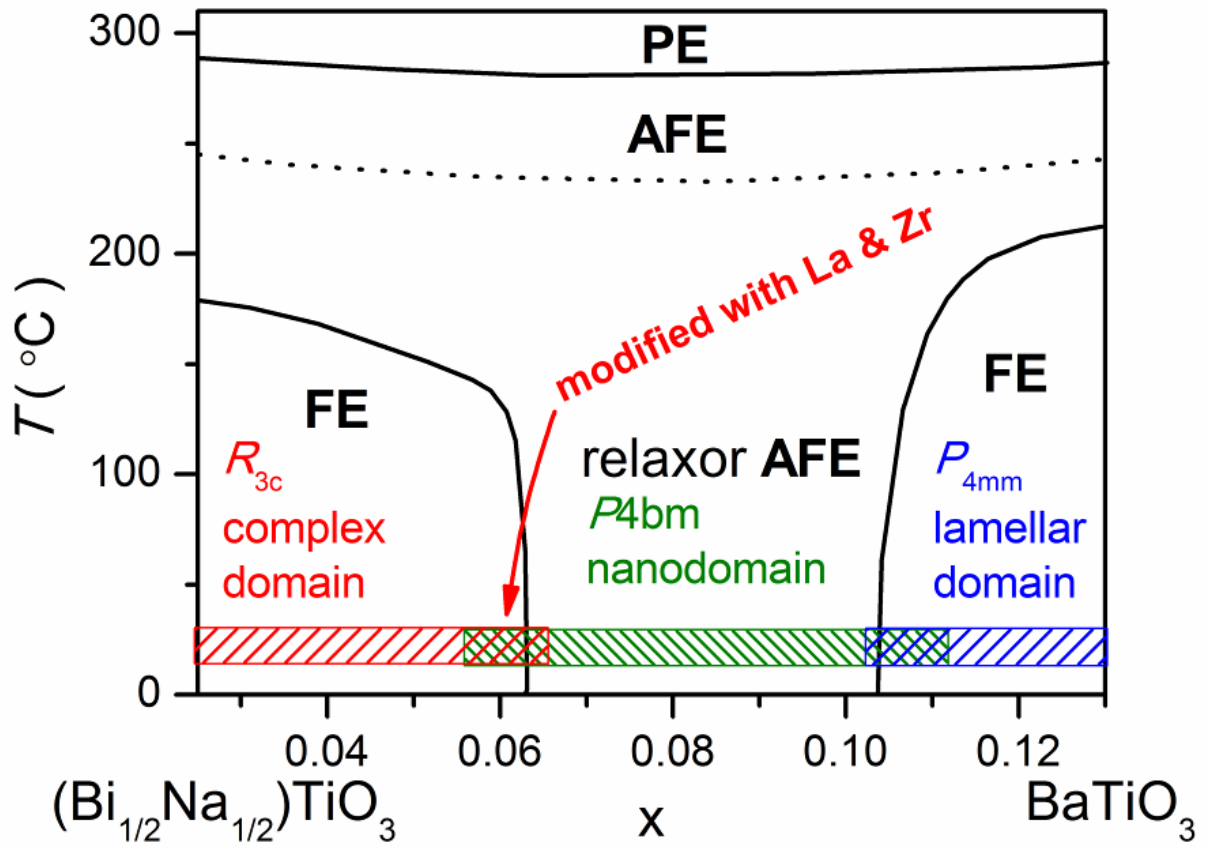 300
PE
AFE
200
modified with La & Zr
T( °C )
FE
FE
100
relaxor AFE
R3c
complex
domain
P4bm
nanodomain
P4mm
lamellar
domain
0
0.04
0.06
0.08
0.10
0.12
(Bi1/2Na1/2)TiO3
x
BaTiO3